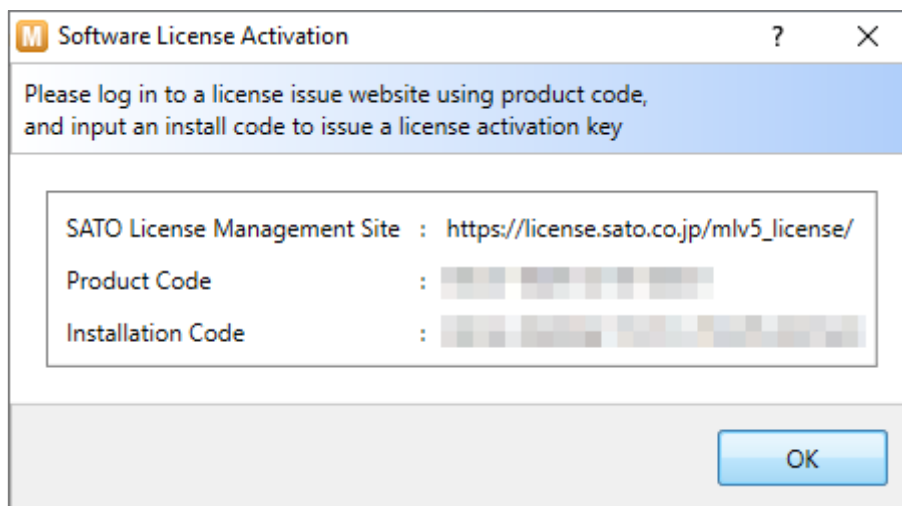 M Software License Activation ? ×
Please log in to a license issue website using product code,
and input an install code to issue a license activation key
SATO License Management Site : https://license.sato.co.jp/mlv5_license/
Product Code :
Installation Code :
OK